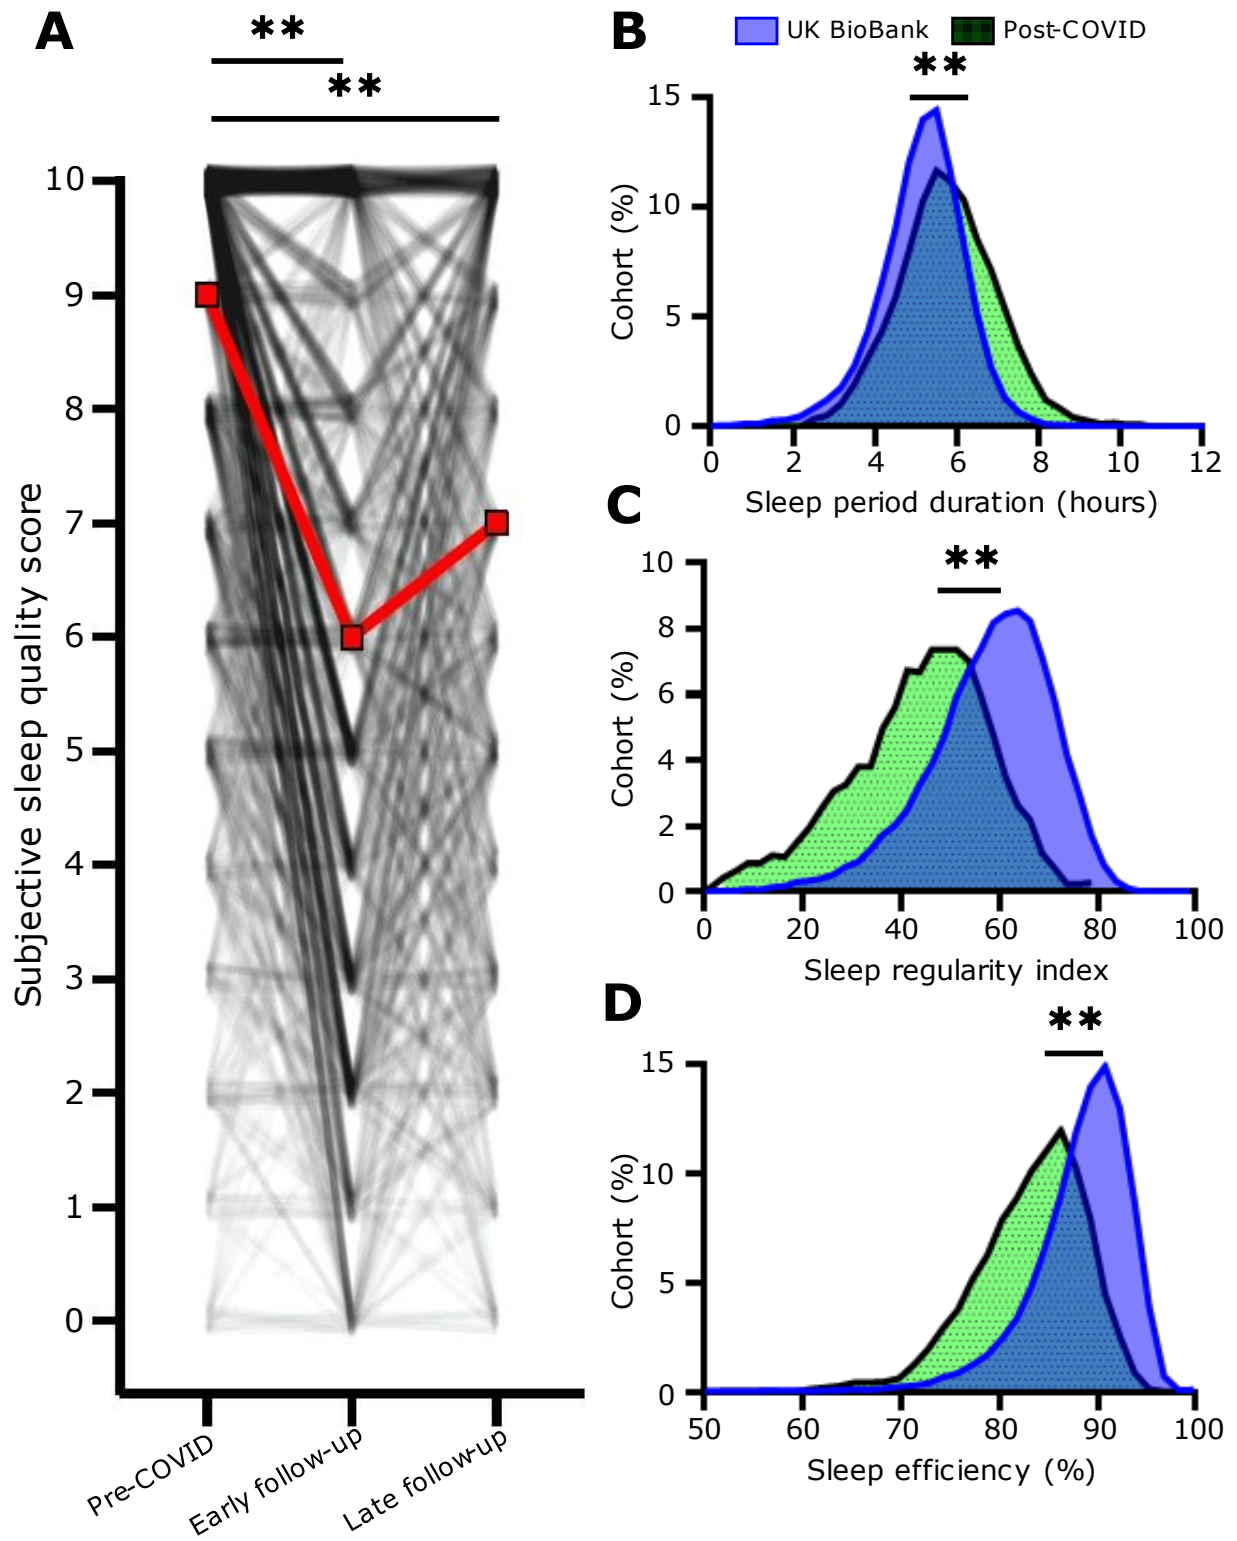 A
**
**
10
9
8
7
6
5
4
3
2
1
0
Subjective sleep quality score
Pre-COVID
Early follow-up
Late follow-up
B
UK BioBank
Post-COVID
**
15
10
5
0
Cohort (%)
0 2 4 6 8 10 12
Sleep period duration (hours)
C
**
10
8
6
4
2
0
Cohort (%)
0 20 40 60 80 100
Sleep regularity index
D
**
15
10
5
0
Cohort (%)
50 60 70 80 90 100
Sleep efficiency (%)